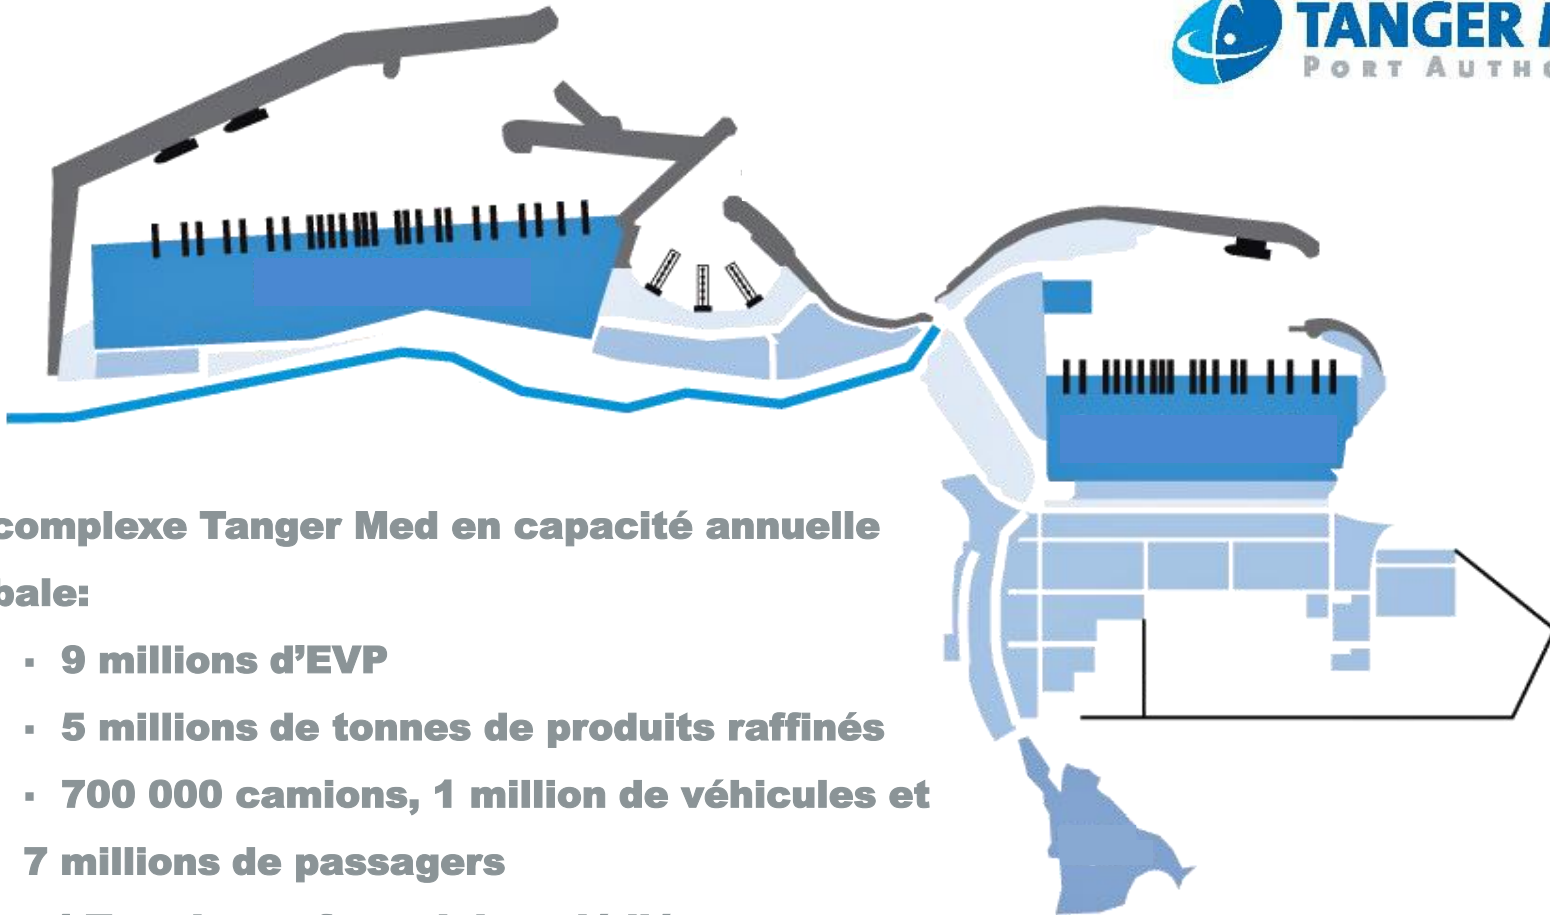 TANGER
PORT AUTH
complexe Tanger Med en capacité annuelle
bale:
▪ 9 millions d’EVP
▪ 5 millions de tonnes de produits raffinés
▪ 700 000 camions, 1 million de véhicules et
7 millions de passagers